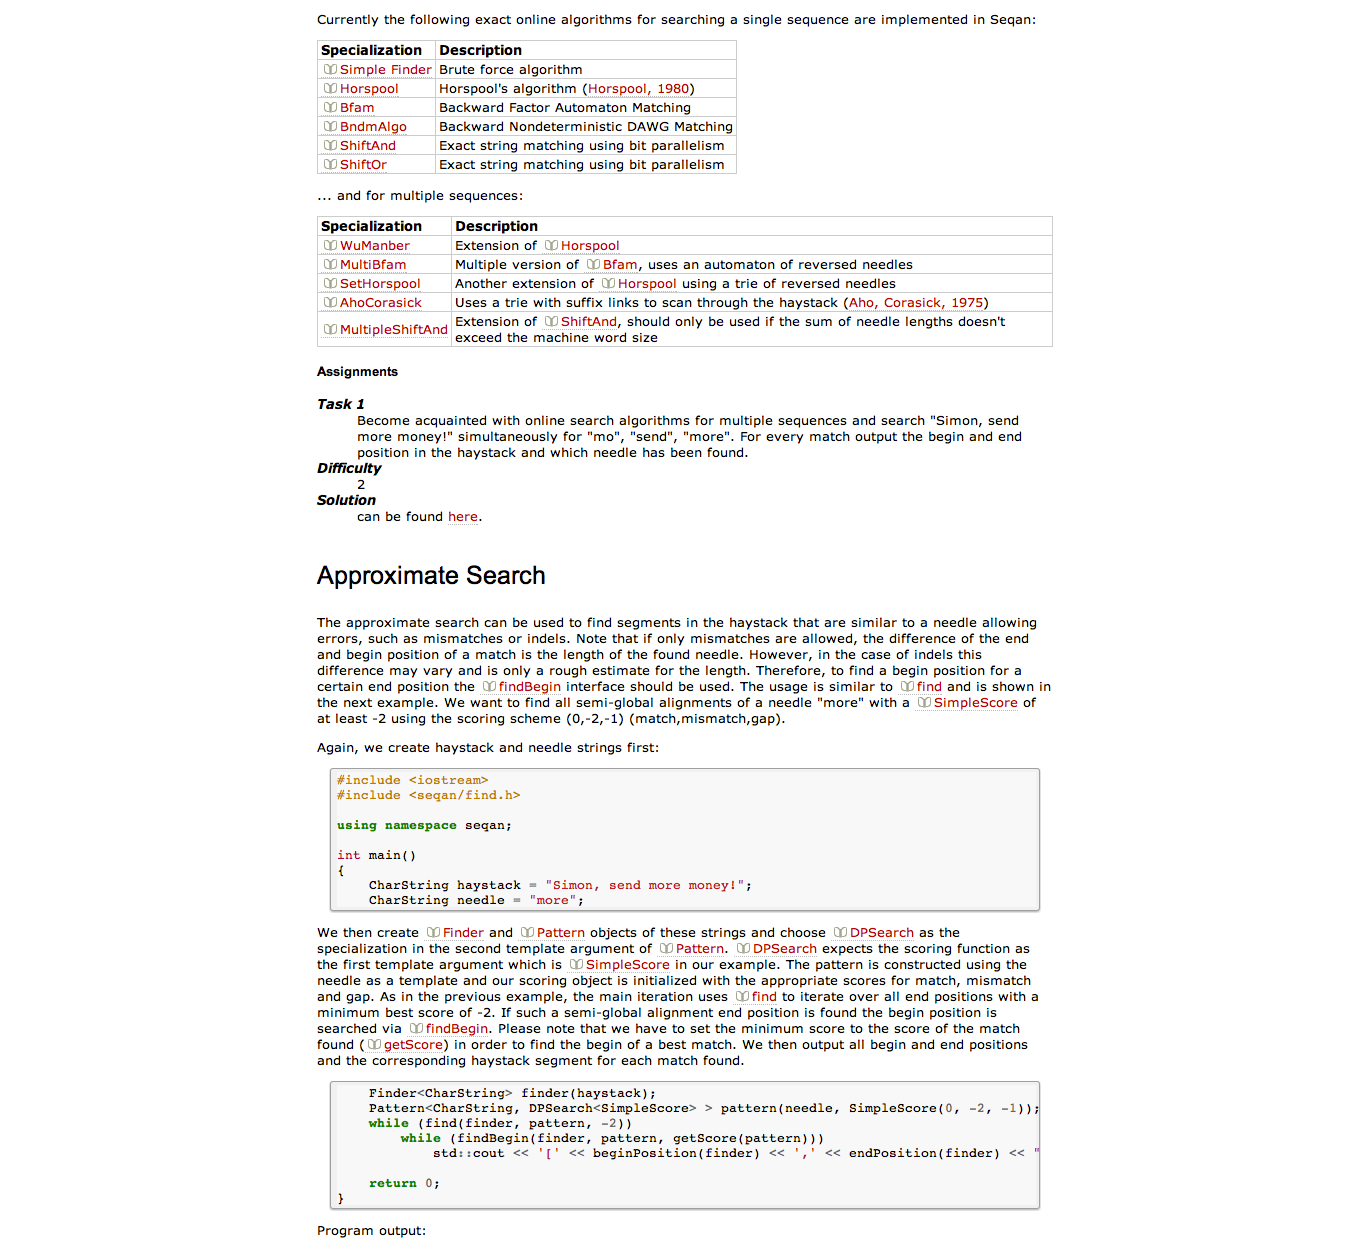 Currently the following exact online algorithms for searching a single sequence are implemented in Seqan:
Specialization Description
Simple Finder Brute force algorithm
Horspool Horspool's algorithm (Horspool, 1980)
Bfam Backward Factor Automaton Matching
BndmAlgo Backward Nondeterministic DAWG Matching
ShiftAnd Exact string matching using bit parallelism
ShiftOr Exact string matching using bit parallelism
... and for multiple sequences:
Specialization Description
WuManber Extension of Horspool
MultiBfam Multiple version of Bfam, uses an automaton of reversed needles
SetHorspool Another extension of Horspool using a trie of reversed needles
AhoCorasick Uses a trie with suffix links to scan through the haystack (Aho, Corasick, 1975)
MultipleShiftAnd Extension of ShiftAnd, should only be used if the sum of needle lengths doesn't
exceed the machine word size
Assignments
Task 1
Become acquainted with online search algorithms for multiple sequences and search "Simon, send
more money!" simultaneously for "mo", "send", "more". For every match output the begin and end
position in the haystack and which needle has been found.
Difficulty
2
Solution
can be found here.
Approximate Search
The approximate search can be used to find segments in the haystack that are similar to a needle allowing
errors, such as mismatches or indels. Note that if only mismatches are allowed, the difference of the end
and begin position of a match is the length of the found needle. However, in the case of indels this
difference may vary and is only a rough estimate for the length. Therefore, to find a begin position for a
certain end position the findBegin interface should be used. The usage is similar to find and is shown in
the next example. We want to find all semi-global alignments of a needle "more" with a SimpleScore of
at least -2 using the scoring scheme (0,-2,-1) (match,mismatch,gap).
Again, we create haystack and needle strings first:
#include <iostream>
#include <seqan/find.h>
using namespace seqan;
int main()
{
CharString haystack = "Simon, send more money!";
CharString needle = "more";
We then create Finder and Pattern objects of these strings and choose DPSearch as the
specialization in the second template argument of Pattern. DPSearch expects the scoring function as
the first template argument which is SimpleScore in our example. The pattern is constructed using the
needle as a template and our scoring object is initialized with the appropriate scores for match, mismatch
and gap. As in the previous example, the main iteration uses find to iterate over all end positions with a
minimum best score of -2. If such a semi-global alignment end position is found the begin position is
searched via findBegin. Please note that we have to set the minimum score to the score of the match
found (getScore) in order to find the begin of a best match. We then output all begin and end positions
and the corresponding haystack segment for each match found.
Finder<CharString> finder(haystack);
Pattern<CharString, DPSearch<SimpleScore> > pattern(needle, SimpleScore(0, -2, -1));
while (find(finder, pattern, -2))
while (findBegin(finder, pattern, getScore(pattern)))
std::cout << '[' << beginPosition(finder) << ',' << endPosition(finder) << "
return 0;
}
Program output: